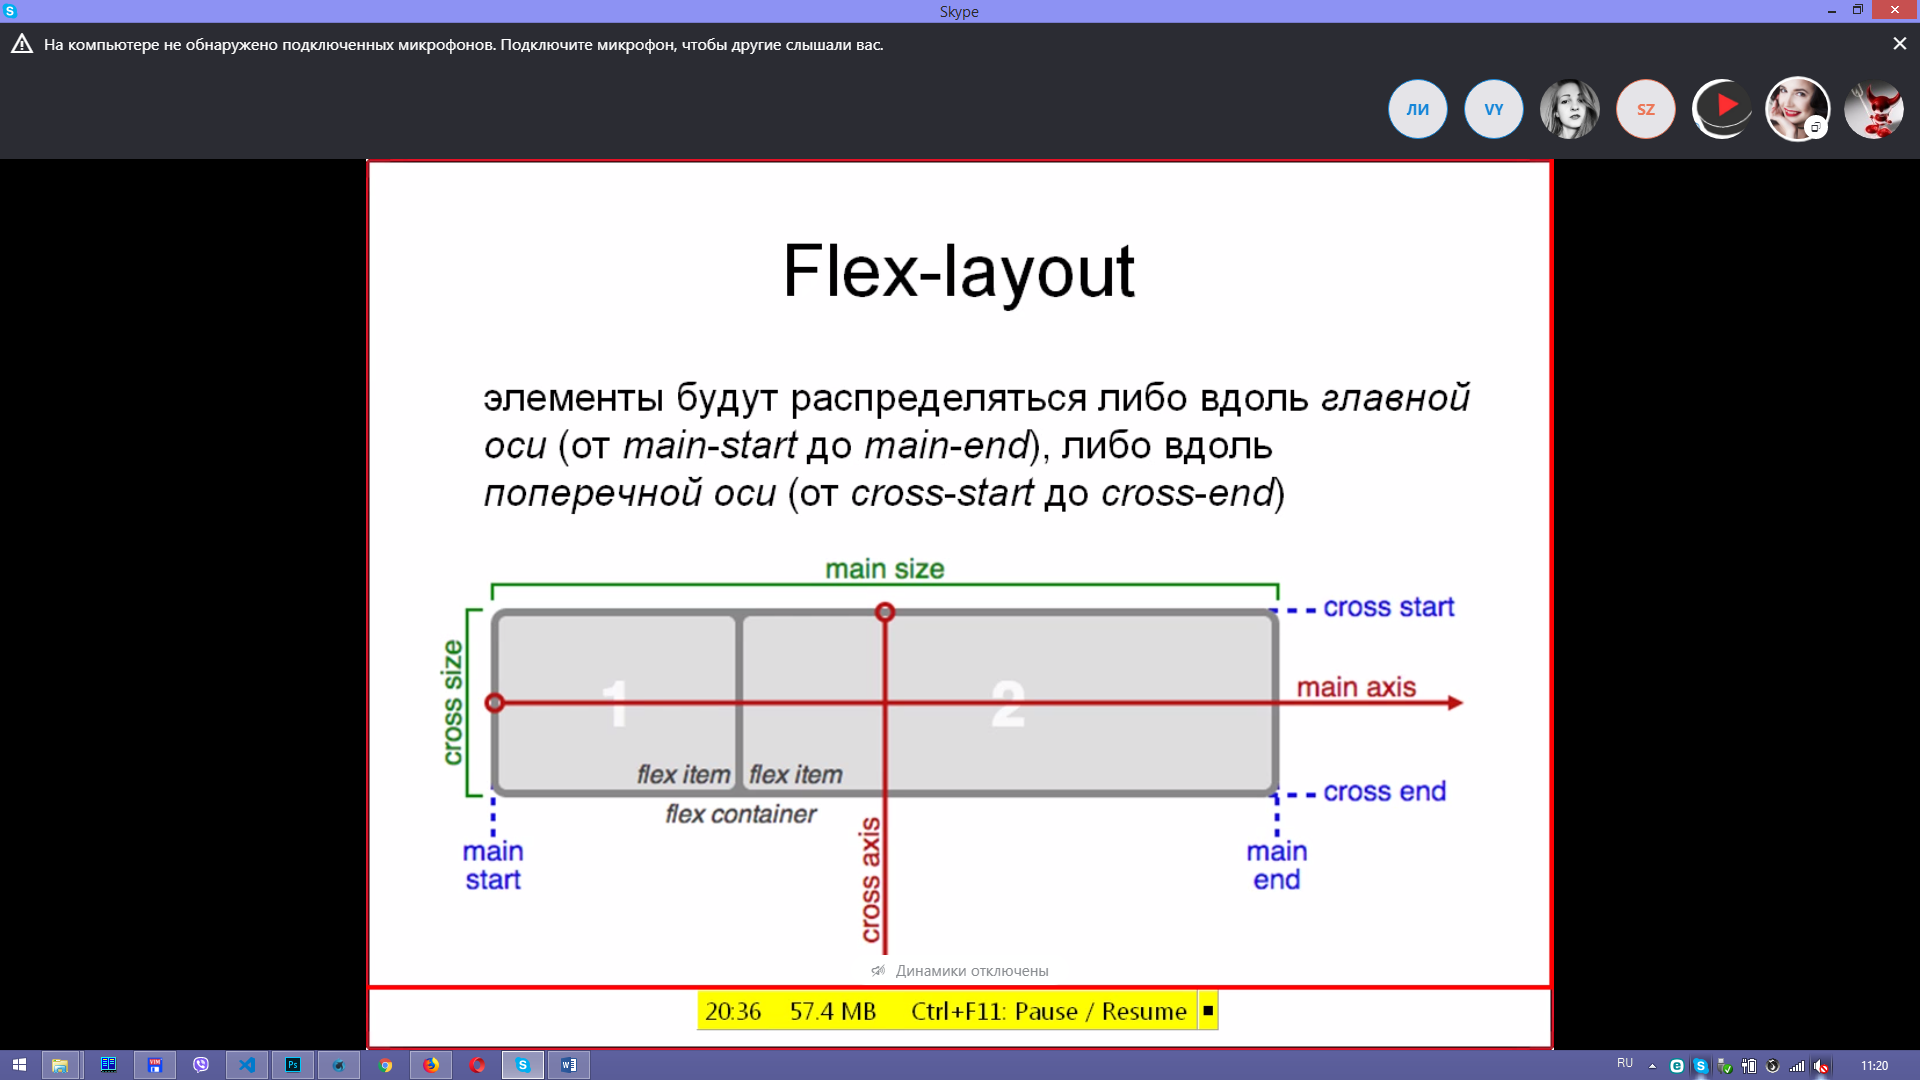 Skype
На компьютере не обнаружено подключенных микрофонов. Подключите микрофон, чтобы другие слышали вас.
ЛИ
VY
SZ
Flex-layout
элементы будут распределяться либо вдоль главной
оси (от main-start до main-end), либо вдоль
поперечной оси (от cross-start до cross-end)
main size
cross start
cross size
1
2
main axis
flex item
flex item
cross end
flex container
main
start
cross axis
main
end
Динамики отключены
20:36 57.4 MB Ctrl+F11: Pause / Resume
VIM
Ps
RU
11:20